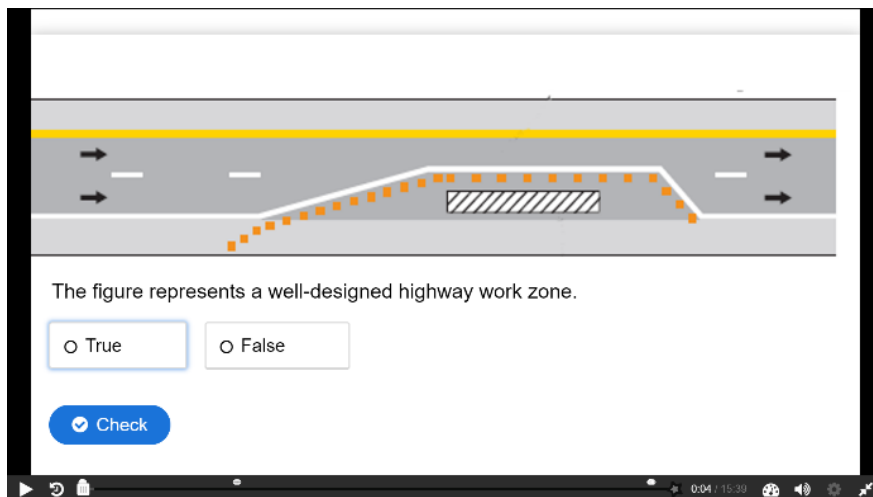 The figure represents a well-designed highway work zone.
True
False
Check
0:04 / 15:39